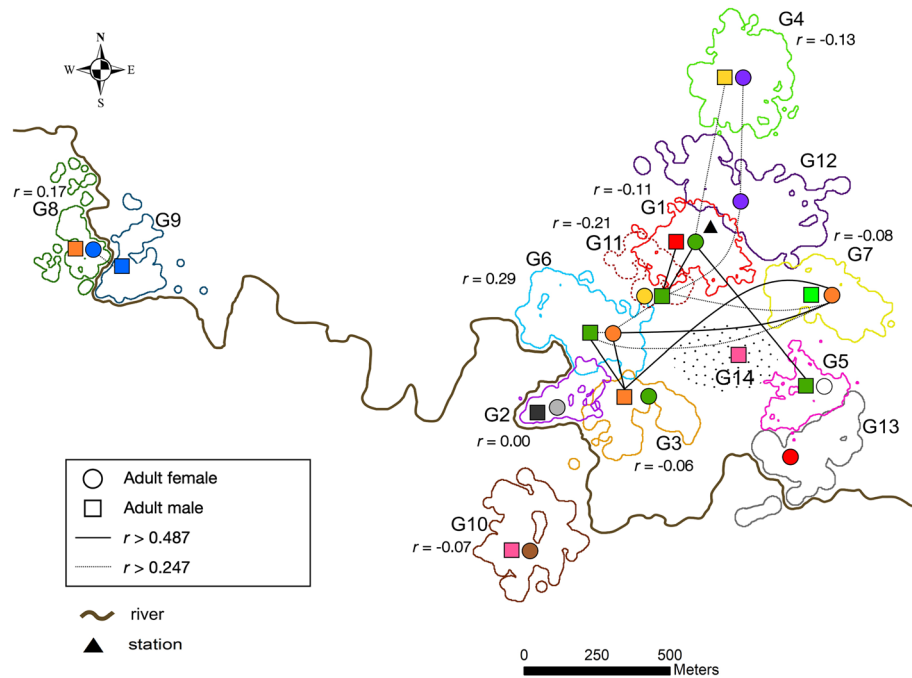 G4
r = -0.13
N
W
E
S
G12
r = -0.11
G1
r = 0.17
G8
G9
r = -0.21
G11
r = -0.08
G7
r = 0.29
G6
G14
G5
G2
r = 0.00
G3
r = -0.06
G13
Adult female
Adult male
r > 0.487
r > 0.247
G10
r = -0.07
river
station
0 250 500
Meters